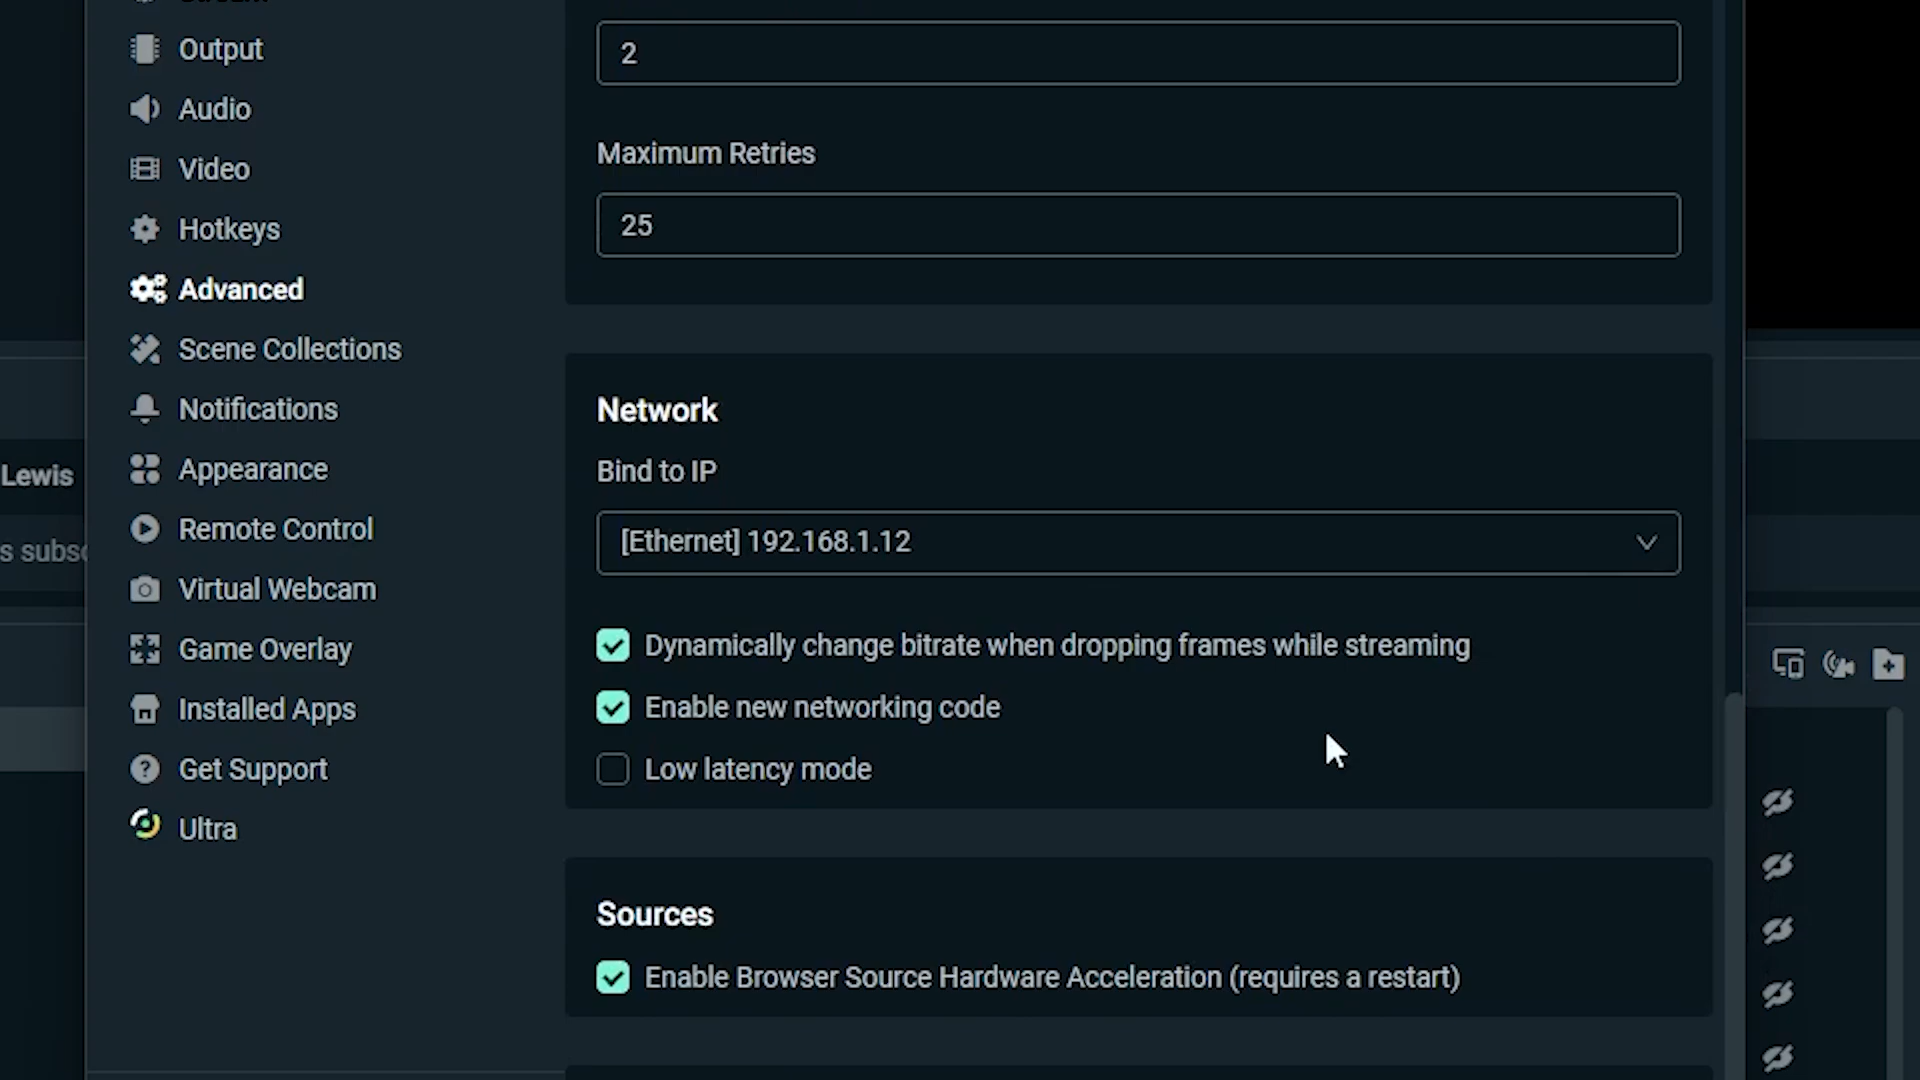 Output
Audio
Video
Hotkeys
Advanced
Scene Collections
Notifications
Appearance
Remote Control
Virtual Webcam
Game Overlay
Installed Apps
Get Support
Ultra
Lewis
s subsc
2
Maximum Retries
25
Network
Bind to IP
[Ethernet] 192.168.1.12
Dynamically change bitrate when dropping frames while streaming
Enable new networking code
Low latency mode
Sources
Enable Browser Source Hardware Acceleration (requires a restart)